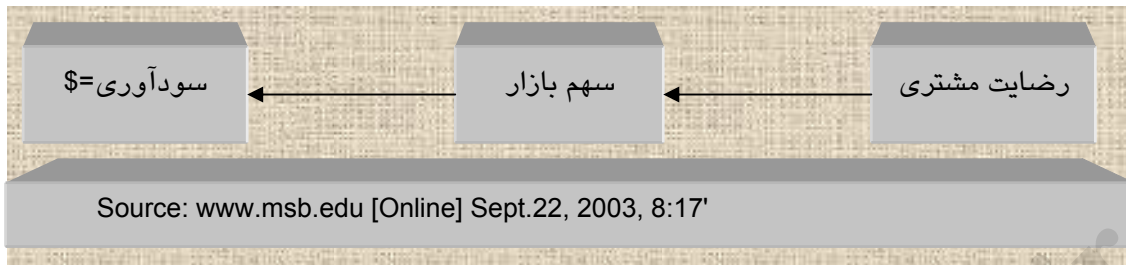 رضایت مشتری
سهم بازار
سودآوری=$
Source: www.msb.edu [Online] Sept.22, 2003, 8:17'